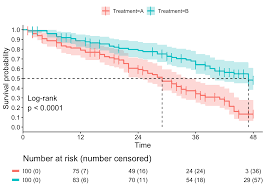 Treatment=A Treatment=B
1.0
0.9
0.8
0.7
0.6
0.5
0.4
0.3
0.2
0.1
0.0
Survival probability
Log-rank
p < 0.0001
0 12 24 36 48
Time
Number at risk (number censored)
100 (0) 75 (7) 49 (16) 24 (24) 3 (36)
100 (0) 83 (6) 70 (11) 54 (18) 29 (57)